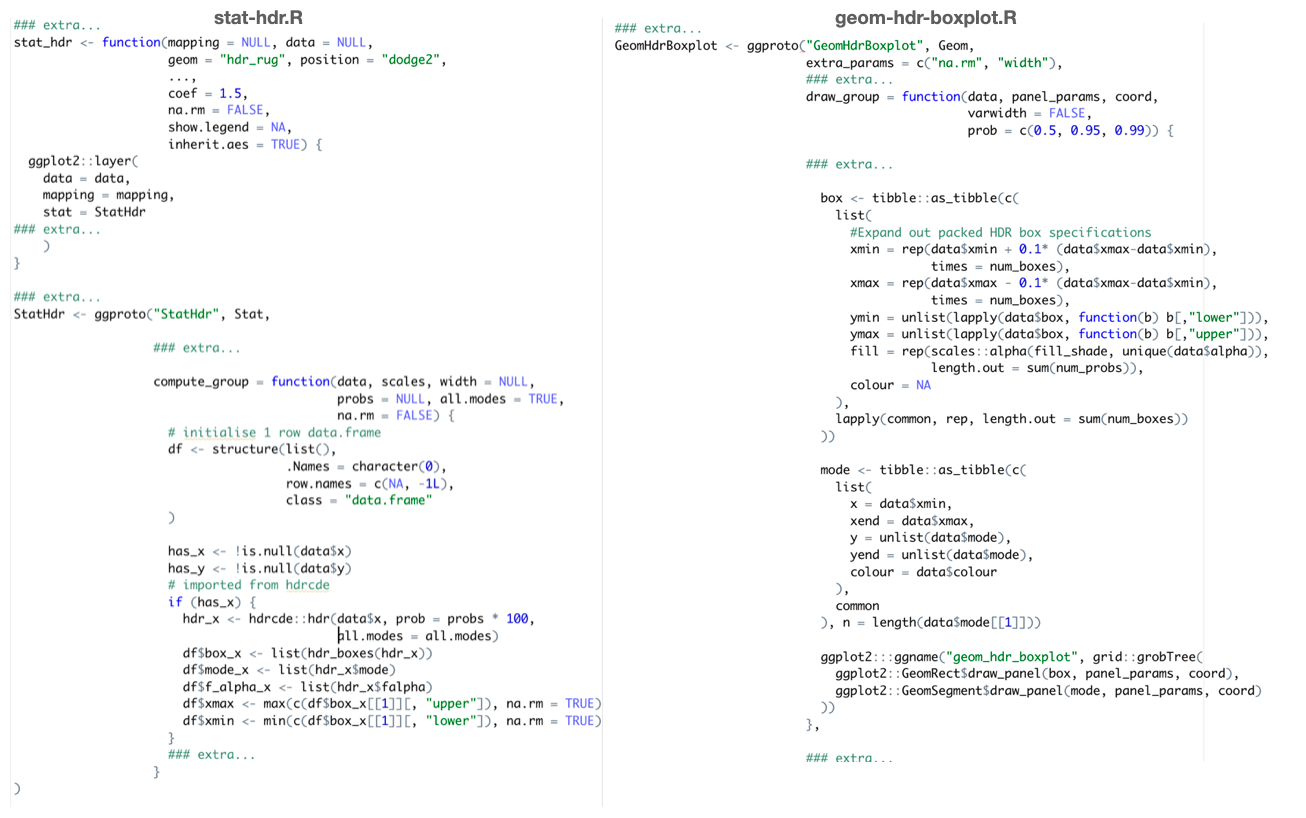 stat-hdr.R
### extra...
stat_hdr <- function(mapping = NULL, data = NULL,
                     geom = "hdr_rug", position = "dodge2",
                     ...,
                     coef = 1.5,
                     na.rm = FALSE,
                     show.legend = NA,
                     inherit.aes = TRUE) {
  ggplot2::layer(
    data = data,
    mapping = mapping,
    stat = StatHdr
### extra...
    )
}
### extra...
StatHdr <- ggproto("StatHdr", Stat,
                   ### extra...
                   compute_group = function(data, scales, width = NULL,
                                            probs = NULL, all.modes = TRUE,
                                            na.rm = FALSE) {
                     # initialise 1 row data.frame
                     df <- structure(list(),
                                     .Names = character(0),
                                     row.names = c(NA, -1L),
                                     class = "data.frame"
                     )
                     has_x <- !is.null(data$x)
                     has_y <- !is.null(data$y)
                     # imported from hdrcde
                     if (has_x) {
                       hdr_x <- hdrcde::hdr(data$x, prob = probs * 100,
                                            all.modes = all.modes)
                       df$box_x <- list(hdr_boxes(hdr_x))
                       df$mode_x <- list(hdr_x$mode)
                       df$f_alpha_x <- list(hdr_x$falpha)
                       df$xmax <- max(c(df$box_x[[1]][, "upper"]), na.rm = TRUE)
                       df$xmin <- min(c(df$box_x[[1]][, "lower"]), na.rm = TRUE)
                     }
                     ### extra...
                   }
)
geom-hdr-boxplot.R
### extra...
GeomHdrBoxplot <- ggproto("GeomHdrBoxplot", Geom,
                          extra_params = c("na.rm", "width"),
                          ### extra...
                          draw_group = function(data, panel_params, coord,
                                                varwidth = FALSE,
                                                prob = c(0.5, 0.95, 0.99)) {
                          ### extra...
                            box <- tibble::as_tibble(c(
                              list(
                                #Expand out packed HDR box specifications
                                xmin = rep(data$xmin + 0.1* (data$xmax-data$xmin),
                                           times = num_boxes),
                                xmax = rep(data$xmax - 0.1* (data$xmax-data$xmin),
                                           times = num_boxes),
                                ymin = unlist(lapply(data$box, function(b) b[,"lower"])),
                                ymax = unlist(lapply(data$box, function(b) b[,"upper"])),
                                fill = rep(scales::alpha(fill_shade, unique(data$alpha)),
                                           length.out = sum(num_probs)),
                                colour = NA
                              ),
                              lapply(common, rep, length.out = sum(num_boxes))
                            ))
                            mode <- tibble::as_tibble(c(
                              list(
                                x = data$xmin,
                                xend = data$xmax,
                                y = unlist(data$mode),
                                yend = unlist(data$mode),
                                colour = data$colour
                              ),
                              common
                            ), n = length(data$mode[[1]]))
                            ggplot2:::ggname("geom_hdr_boxplot", grid::grobTree(
                              ggplot2::GeomRect$draw_panel(box, panel_params, coord),
                              ggplot2::GeomSegment$draw_panel(mode, panel_params, coord)
                            ))
                          },
                          ### extra...